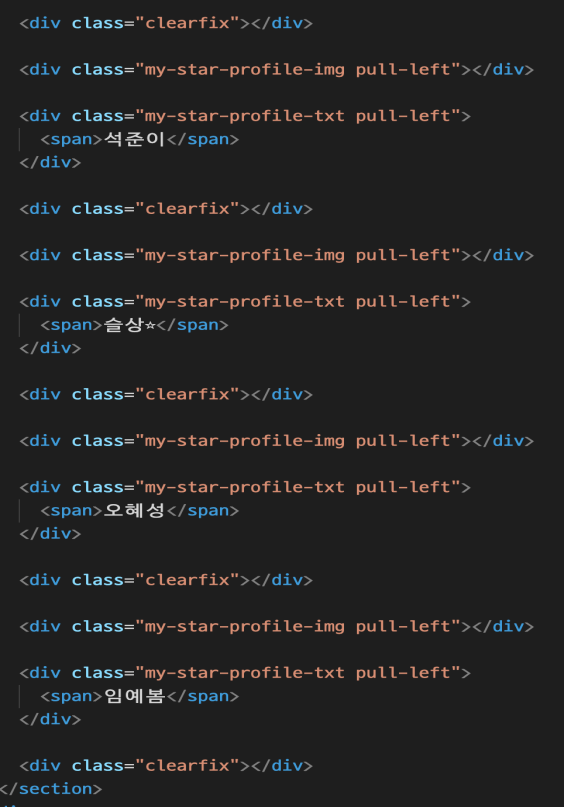 <div class="clearfix"></div>
<div class="my-star-profile-img pull-left"></div>
<div class="my-star-profile-txt pull-left">
<span>석준이</span>
</div>
<div class="clearfix"></div>
<div class="my-star-profile-img pull-left"></div>
<div class="my-star-profile-txt pull-left">
<span>슬상⭐</span>
</div>
<div class="clearfix"></div>
<div class="my-star-profile-img pull-left"></div>
<div class="my-star-profile-txt pull-left">
<span>오혜성</span>
</div>
<div class="clearfix"></div>
<div class="my-star-profile-img pull-left"></div>
<div class="my-star-profile-txt pull-left">
<span>임예봄</span>
</div>
<div class="clearfix"></div>
</section>